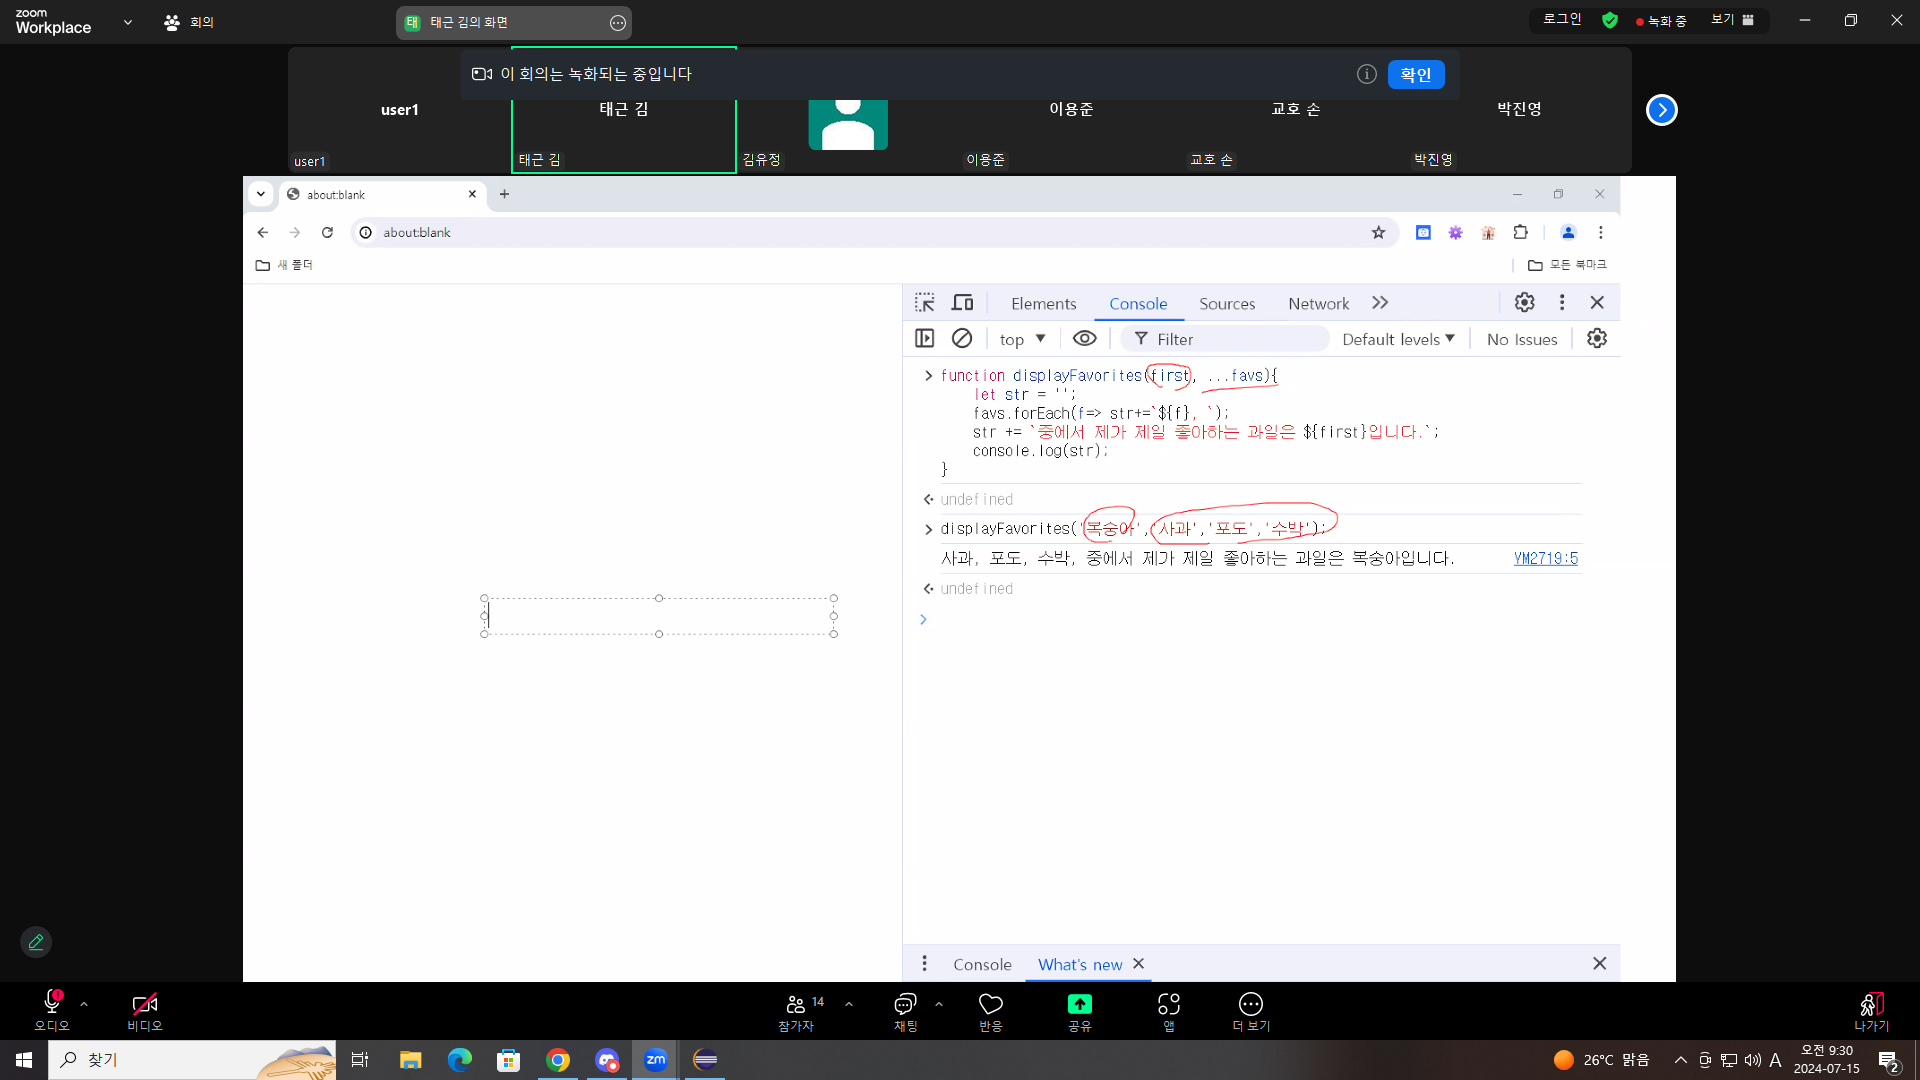 zoom
Workplace
회의
태 태근 김의 화면
로그인
녹화 중
보기
이 회의는 녹화되는 중입니다
확인
user1
태근 김
이용준
교호 손
박진영
user1
태근 김
김유정
이용준
교호 손
박진영
about:blank
about:blank
새 폴더
모든 북마크
Elements
Console
Sources
Network
top
Filter
Default levels
No Issues
function displayFavorites(first, ...favs){
let str = '';
favs.forEach(f=> str+=`${f}, `);
str += `중에서 제가 제일 좋아하는 과일은 ${first}입니다.`;
console.log(str);
}
undefined
displayFavorites('복숭아','사과','포도','수박');
사과, 포도, 수박, 중에서 제가 제일 좋아하는 과일은 복숭아입니다.
VM2719:5
undefined
Console
What's new
오디오
비디오
14
참가자
채팅
반응
공유
앱
더 보기
나가기
찾기
zm
26°C 맑음
A
오전 9:30
2024-07-15
2